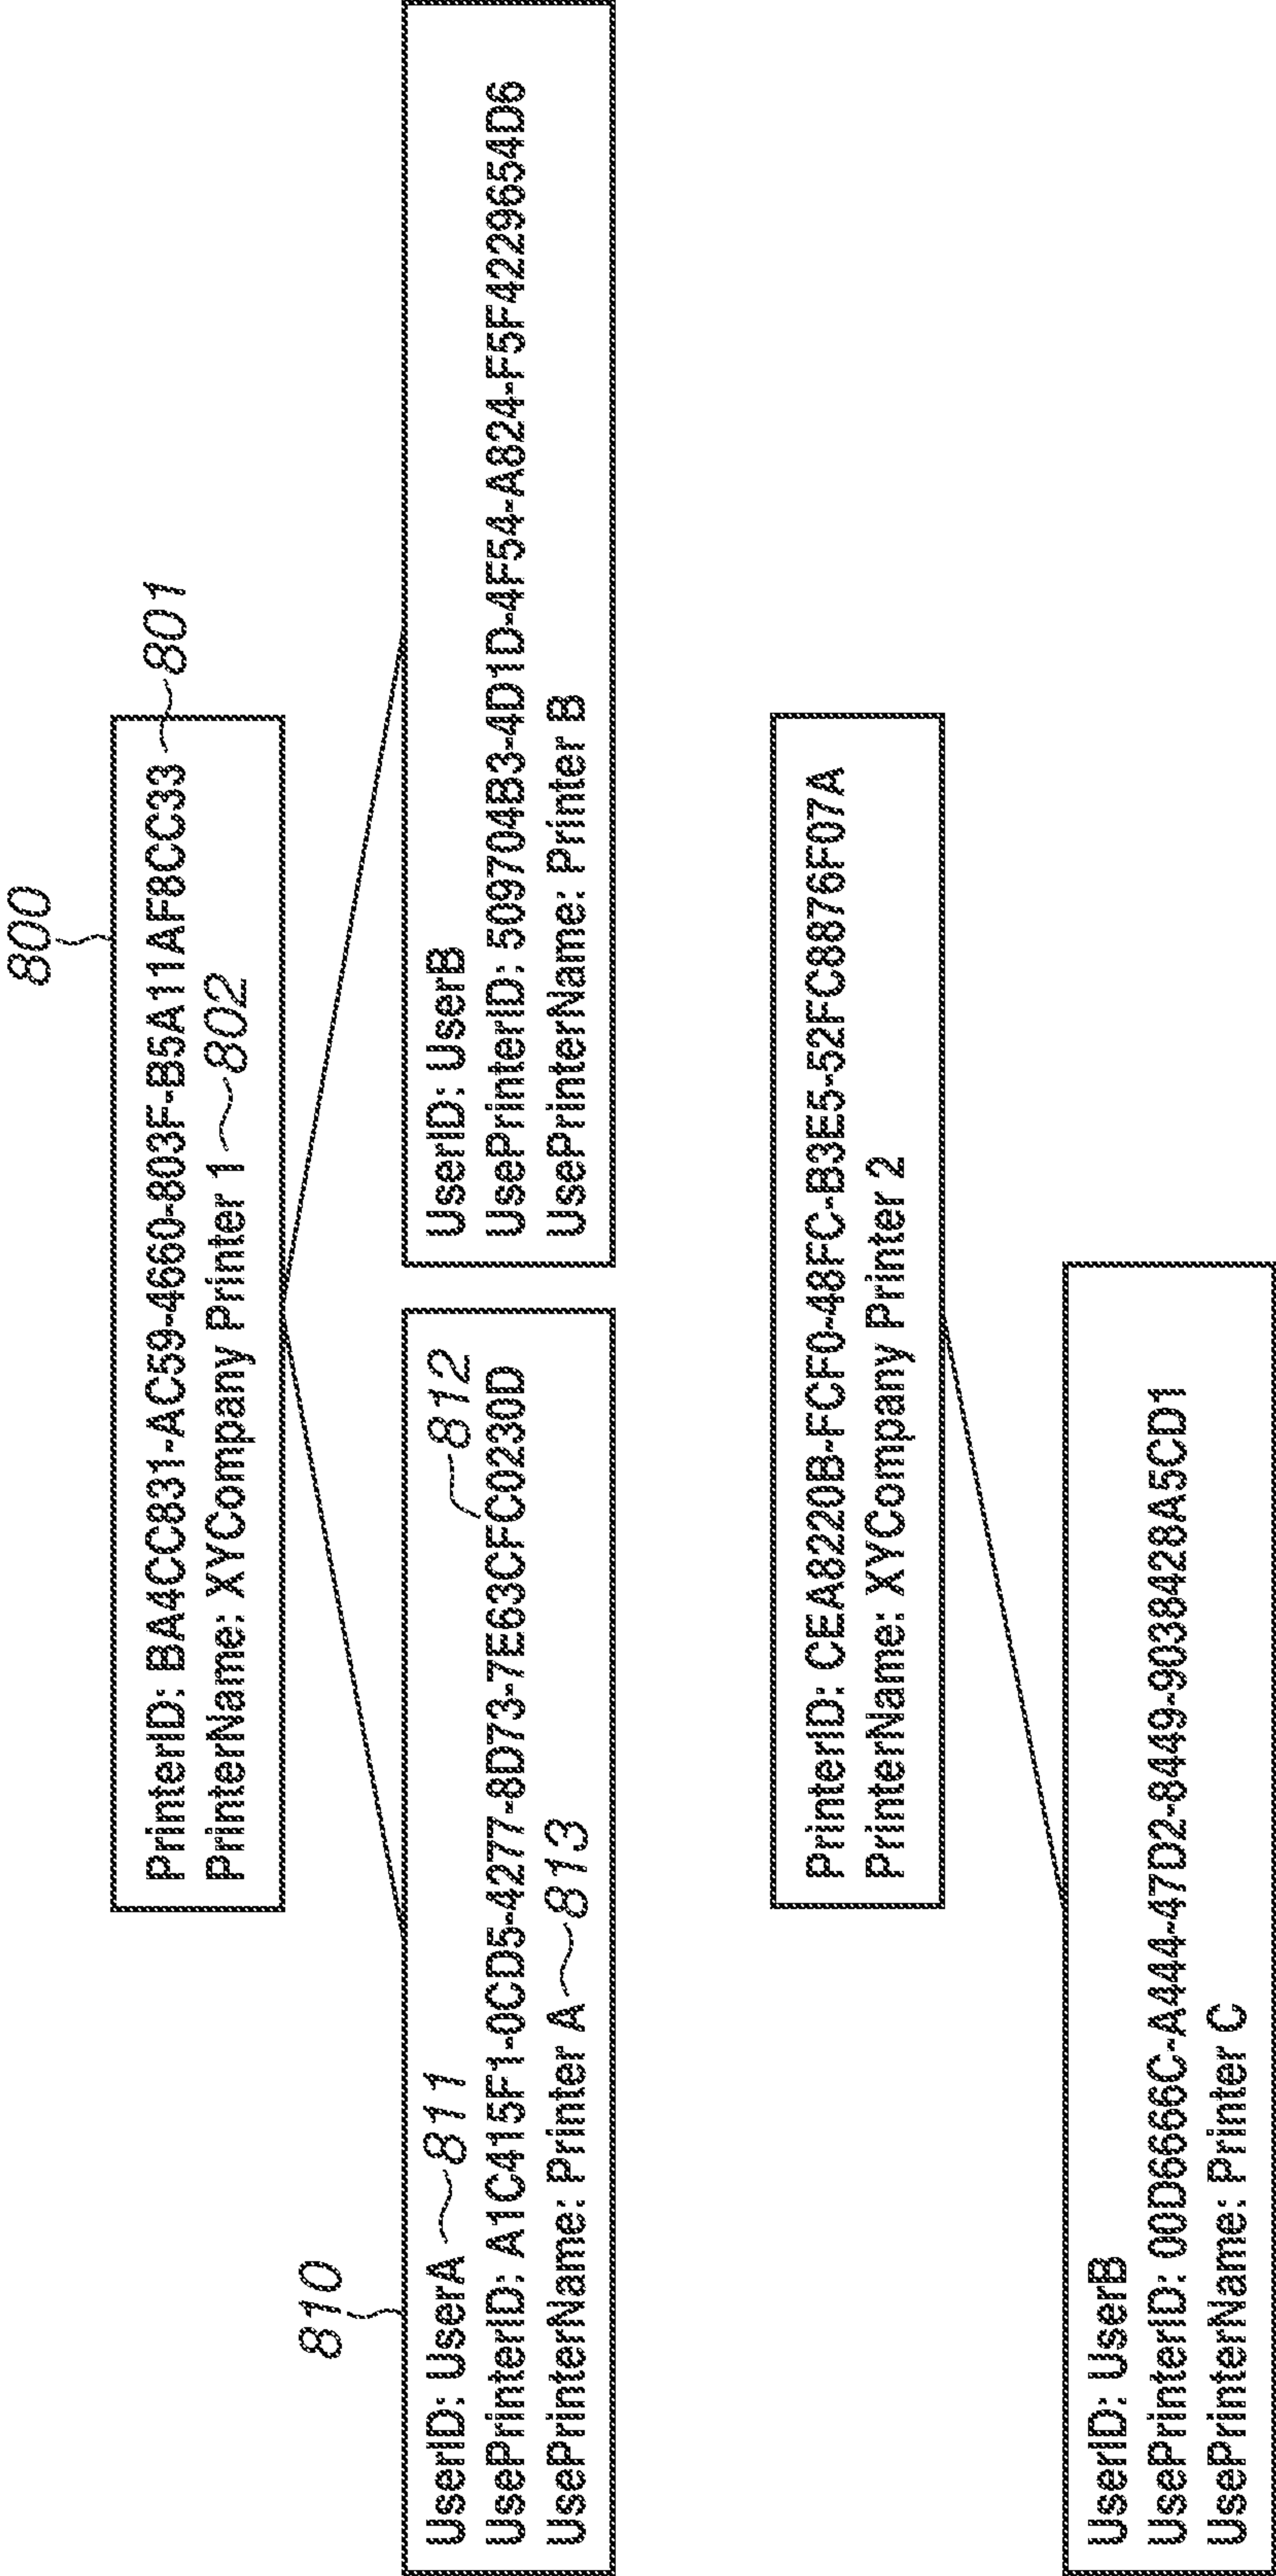 800
PrinterID: BA4CC831-AC59-4660-803F-B5A11AF8CC33 801
PrinterName: XYCompany Printer 1 802
810
UserID: UserA 811
812
UsePrinterID: A1C415F1-0CD5-4277-8D73-7E63CFC0230D
UsePrinterName: Printer A 813
UserID: UserB
UsePrinterID: 509704B3-4D1D-4F54-A824-F5F4229654D6
UsePrinterName: Printer B
PrinterID: CEA8220B-FCF0-48FC-B3E5-52FC8876F07A
PrinterName: XYCompany Printer 2
UserID: UserB
UsePrinterID: 00D6666C-A444-47D2-8449-9038428A5CD1
UsePrinterName: Printer C